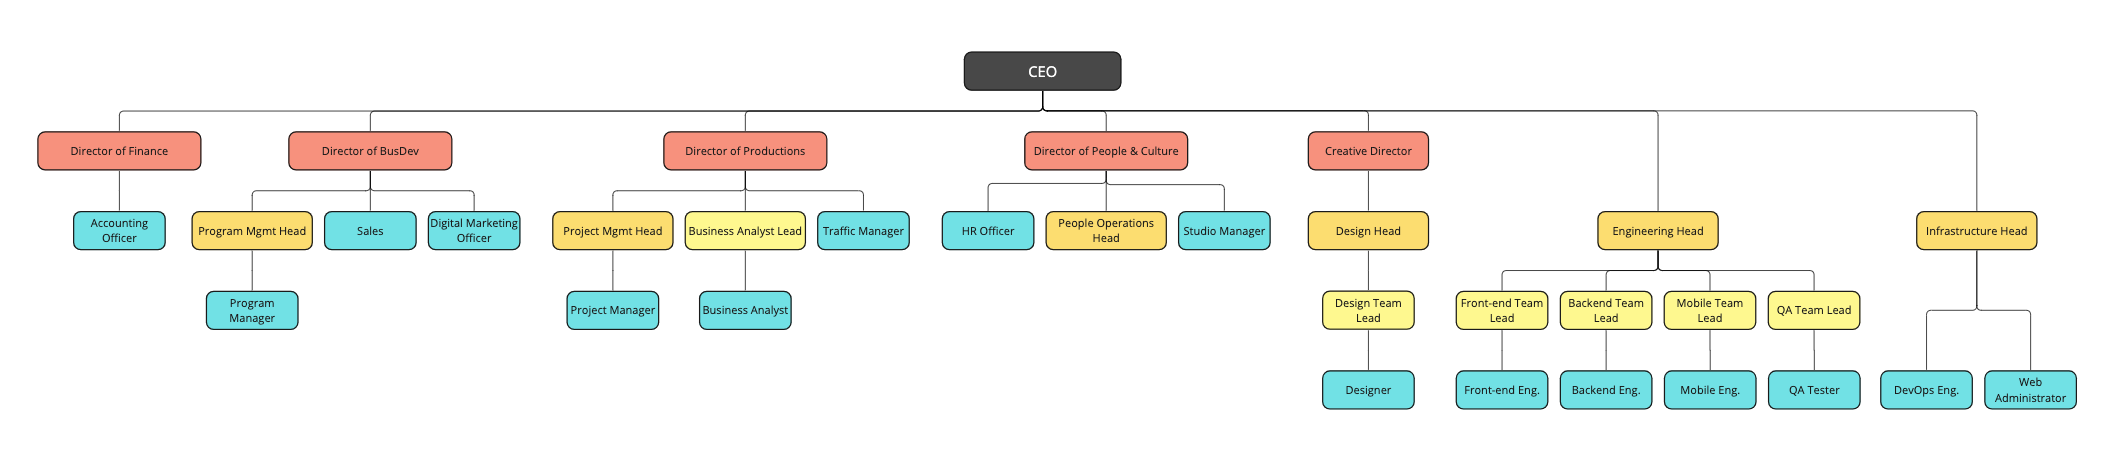 CEO
Director of Finance
Director of BusDev
Director of Productions
Director of People & Culture
Creative Director
Accounting
Officer
Program Mgmt Head
Sales
Digital Marketing
Officer
Project Mgmt Head
Business Analyst Lead
Traffic Manager
HR Officer
People Operations
Head
Studio Manager
Design Head
Engineering Head
Infrastructure Head
Program
Manager
Project Manager
Business Analyst
Design Team
Lead
Front-end Team
Lead
Backend Team
Lead
Mobile Team
Lead
QA Team Lead
Designer
Front-end Eng.
Backend Eng.
Mobile Eng.
QA Tester
DevOps Eng.
Web
Administrator